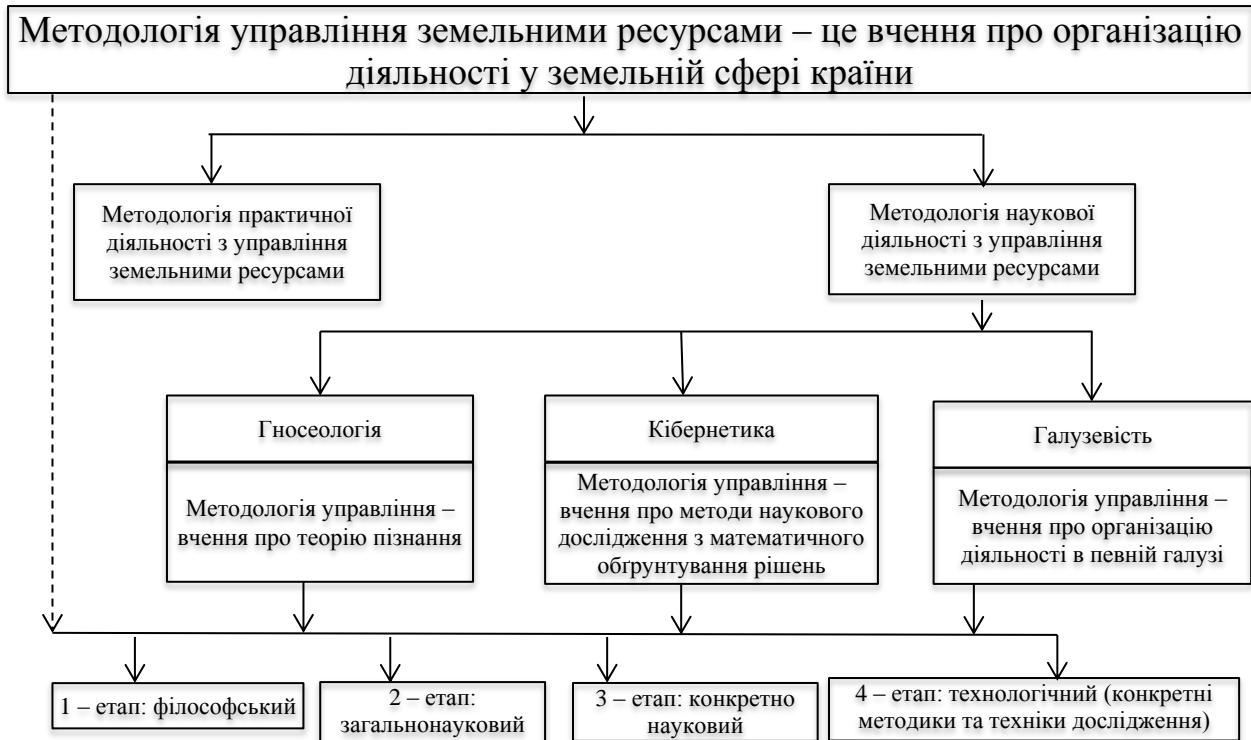 Методологія управління земельними ресурсами – це вчення про організацію
діяльності у земельній сфері країни
Методологія практичної
діяльності з управління
земельними ресурсами
Методологія наукової
діяльності з управління
земельними ресурсами
Гносеологія
Методологія управління –
вчення про теорію пізнання
Кібернетика
Методологія управління –
вчення про методи наукового
дослідження з математичного
обґрунтування рішень
Галузевість
Методологія управління –
вчення про організацію
діяльності в певній галузі
1 – етап: філософський
2 – етап:
загальнонауковий
3 – етап: конкретно
науковий
4 – етап: технологічний (конкретні
методики та техніки дослідження)